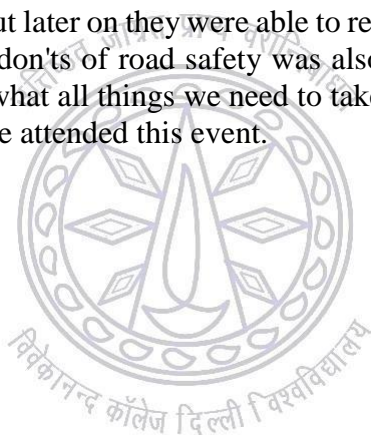 ut later on they were able to re
don'ts of road safety was also
what all things we need to take
e attended this event.
जाग्रत प्राप्य
विवेकानन्द कॉलेज दिल्ली विश्वविद्यालय